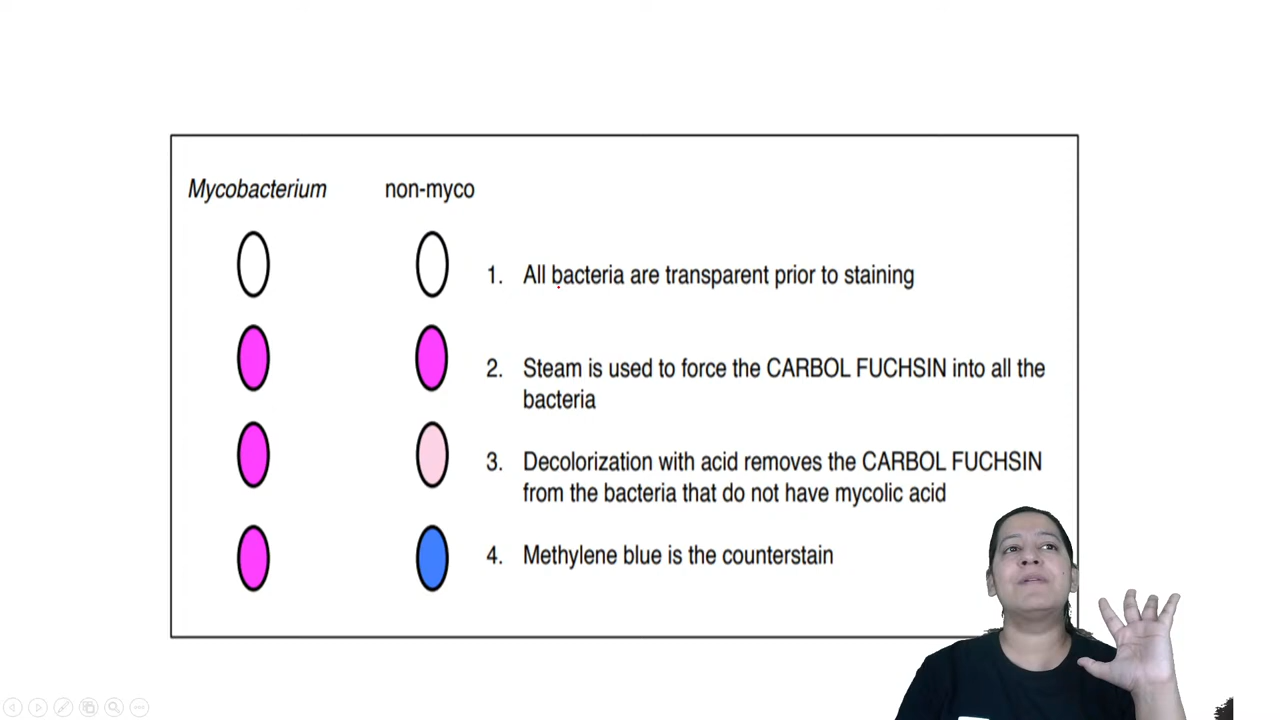 Mycobacterium non-myco
1. All bacteria are transparent prior to staining
2. Steam is used to force the CARBOL FUCHSIN into all the
bacteria
3. Decolorization with acid removes the CARBOL FUCHSIN
from the bacteria that do not have mycolic acid
4. Methylene blue is the counterstain